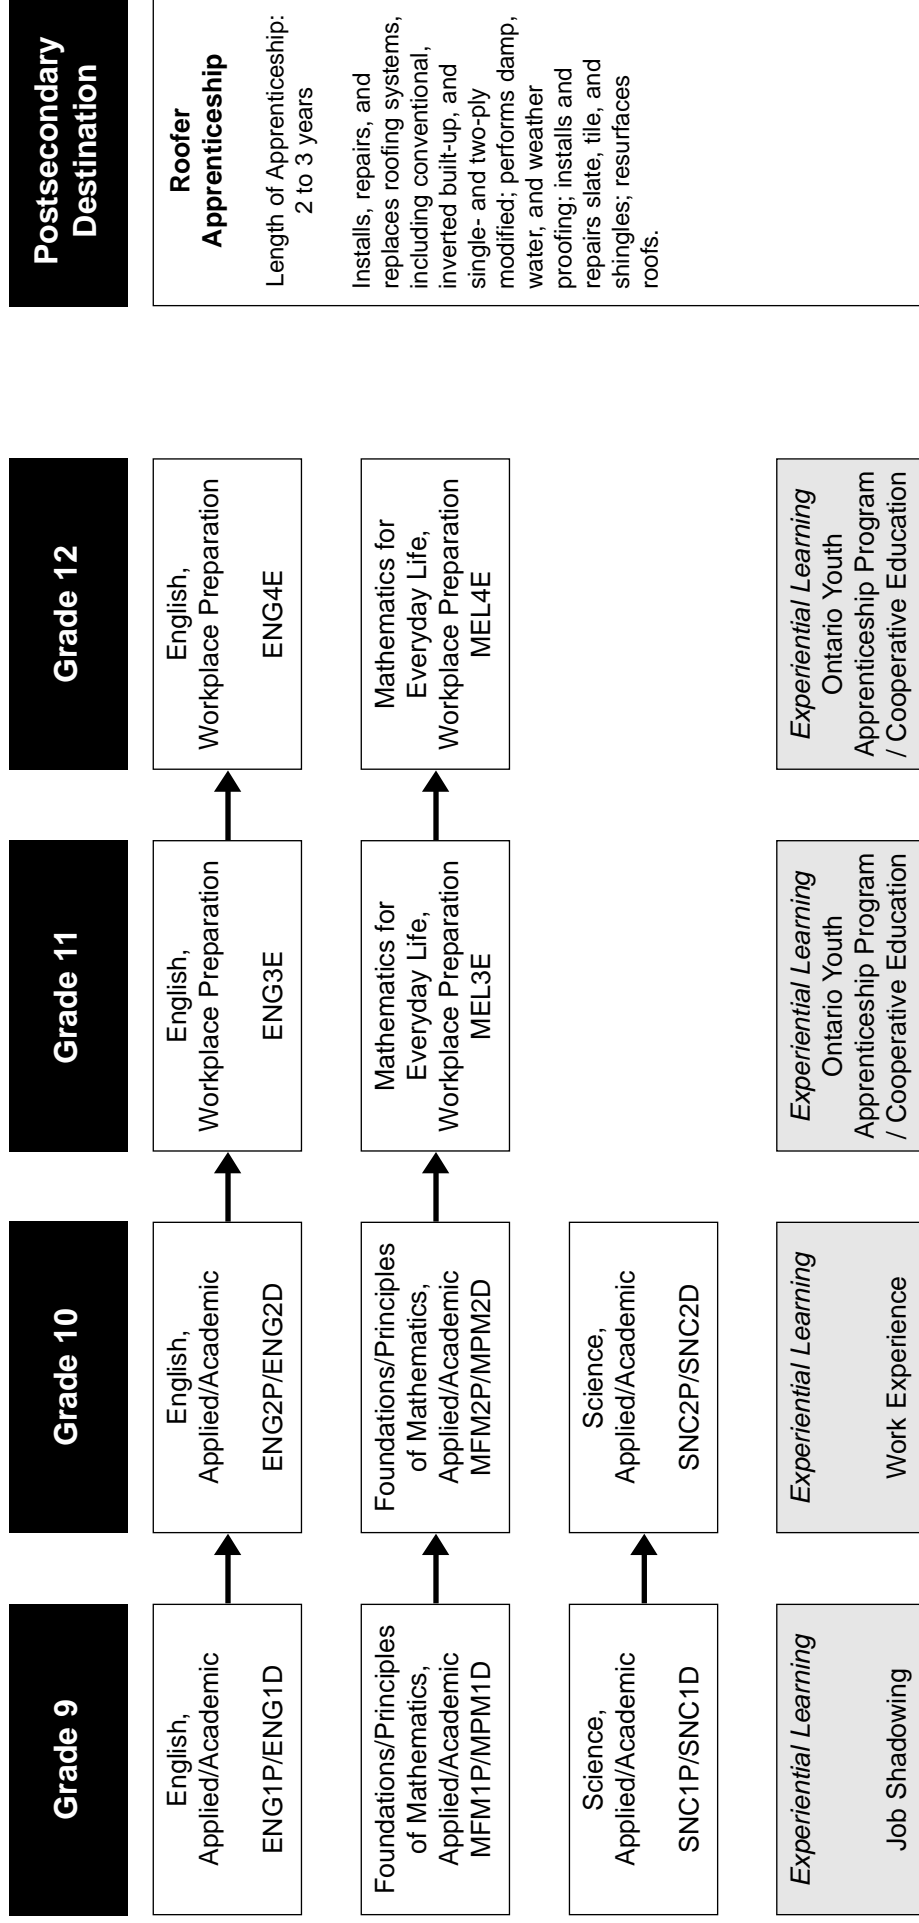 Grade 9
Grade 10
Grade 11
Grade 12
Postsecondary
Destination
English,
Applied/Academic
ENG1P/ENG1D
English,
Applied/Academic
ENG2P/ENG2D
English,
Workplace Preparation
ENG3E
English,
Workplace Preparation
ENG4E
Roofer
Apprenticeship
Length of Apprenticeship:
2 to 3 years
Installs, repairs, and
replaces roofing systems,
including conventional,
inverted built-up, and
single- and two-ply
modified; performs damp,
water, and weather
proofing; installs and
repairs slate, tile, and
shingles; resurfaces
roofs.
Foundations/Principles
of Mathematics,
Applied/Academic
MFM1P/MPM1D
Foundations/Principles
of Mathematics,
Applied/Academic
MFM2P/MPM2D
Mathematics for
Everyday Life,
Workplace Preparation
MEL3E
Mathematics for
Everyday Life,
Workplace Preparation
MEL4E
Science,
Applied/Academic
SNC1P/SNC1D
Science,
Applied/Academic
SNC2P/SNC2D
Experiential Learning
Job Shadowing
Experiential Learning
Work Experience
Experiential Learning
Ontario Youth
Apprenticeship Program
/ Cooperative Education
Experiential Learning
Ontario Youth
Apprenticeship Program
/ Cooperative Education